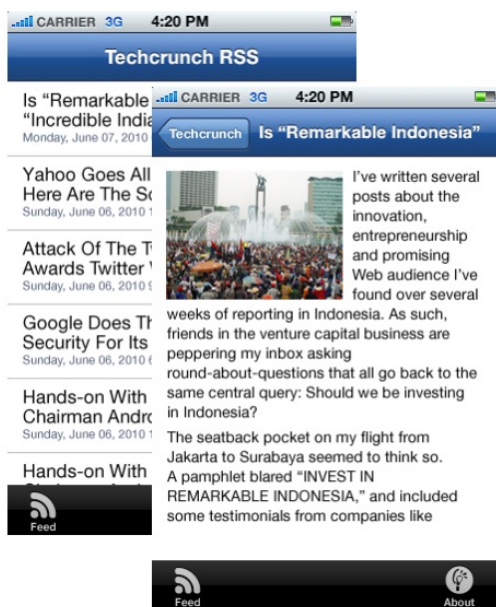 CARRIER 3G 4:20 PM
Techcrunch RSS
Is “Remarkable
“Incredible India
Monday, June 07, 2010
Yahoo Goes All
Here Are The
Sunday, June 06, 2010
Attack Of The
Awards Twitter
Sunday, June 06, 2010
Google Does
Security For Its
Sunday, June 06, 2010
Hands-on With
Chairman
Sunday, June 06, 2010
Hands-on With
Feed
CARRIER 3G 4:20 PM
Techcrunch Is “Remarkable Indonesia”
I’ve written several
posts about the
innovation,
entrepreneurship
and promising
Web audience I’ve
found over several
weeks of reporting in Indonesia. As such,
friends in the venture capital business are
peppering my inbox asking
round-about-questions that all go back to the
same central query: Should we be investing
in Indonesia?
The seatback pocket on my flight from
Jakarta to Surabaya seemed to think so.
A pamphlet blared “INVEST IN
REMARKABLE INDONESIA,” and included
some testimonials from companies like
Feed About